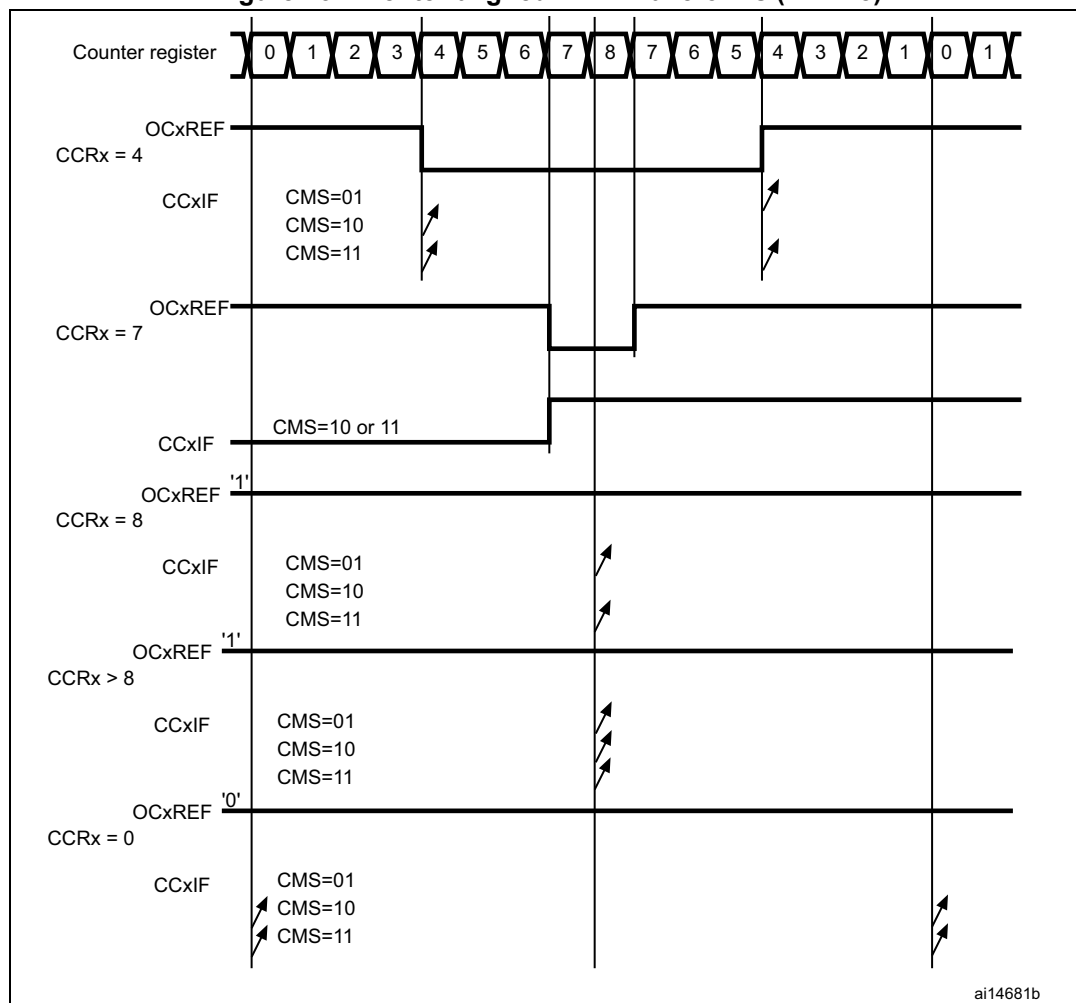 Counter register 0 1 2 3 4 5 6 7 8 7 6 5 4 3 2 1 0 1
OCxREF
CCRx = 4
CCxIF
CMS=01
CMS=10
CMS=11
OCxREF
CCRx = 7
CMS=10 or 11
CCxIF
'1'
OCxREF
CCRx = 8
CCxIF
CMS=01
CMS=10
CMS=11
'1'
OCxREF
CCRx > 8
CCxIF
CMS=01
CMS=10
CMS=11
'0'
OCxREF
CCRx = 0
CCxIF
CMS=01
CMS=10
CMS=11
ai14681b